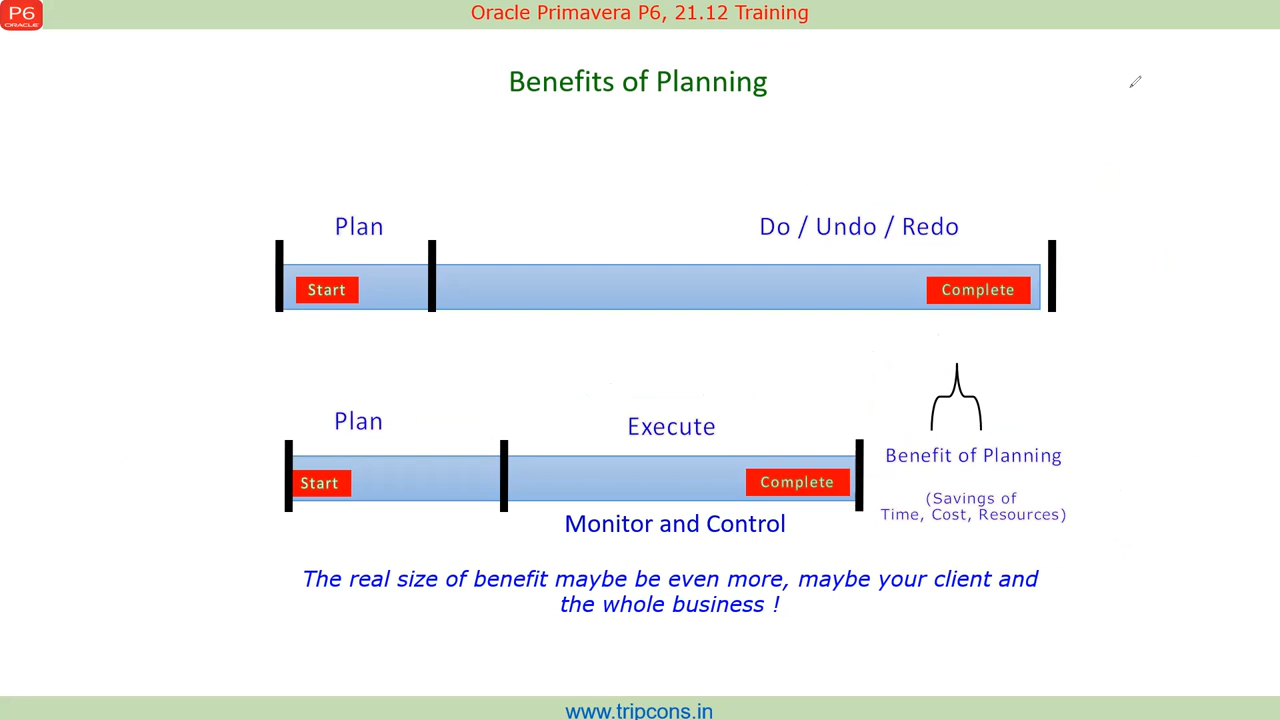 P6
ORACLE
Oracle Primavera P6, 21.12 Training
Benefits of Planning
Plan
Do / Undo / Redo
Start
Complete
Plan
Execute
Benefit of Planning
Start
Complete
(Savings of
Time, Cost, Resources)
Monitor and Control
The real size of benefit maybe be even more, maybe your client and
the whole business !
www.tripcons.in